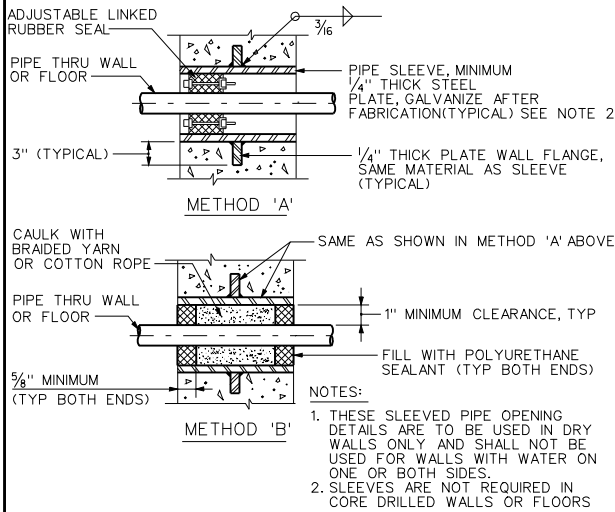 ADJUSTABLE LINKED
RUBBER SEAL
3/16
PIPE THRU WALL
OR FLOOR
PIPE SLEEVE, MINIMUM
1/4" THICK STEEL
PLATE, GALVANIZE AFTER
FABRICATION(TYPICAL) SEE NOTE 2
3" (TYPICAL)
1/4" THICK PLATE WALL FLANGE,
SAME MATERIAL AS SLEEVE
(TYPICAL)
METHOD 'A'
CAULK WITH
BRAIDED YARN
OR COTTON ROPE
SAME AS SHOWN IN METHOD 'A' ABOVE
PIPE THRU WALL
OR FLOOR
1" MINIMUM CLEARANCE, TYP
FILL WITH POLYURETHANE
SEALANT (TYP BOTH ENDS)
5/8" MINIMUM
(TYP BOTH ENDS)
METHOD 'B'
NOTES:
1. THESE SLEEVED PIPE OPENING
DETAILS ARE TO BE USED IN DRY
WALLS ONLY AND SHALL NOT BE
USED FOR WALLS WITH WATER ON
ONE OR BOTH SIDES.
2. SLEEVES ARE NOT REQUIRED IN
CORE DRILLED WALLS OR FLOORS